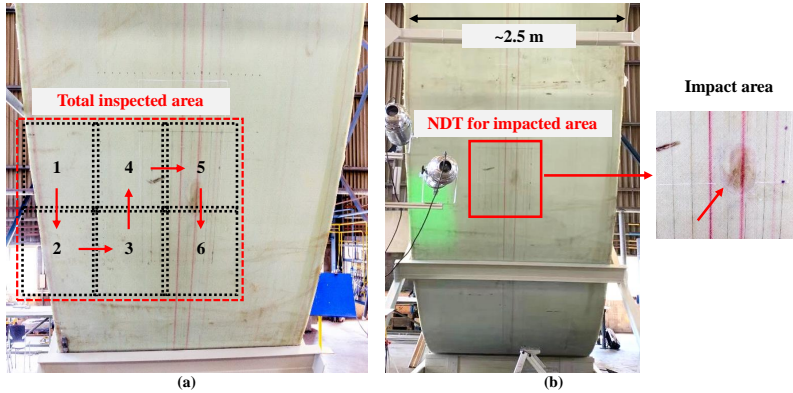 Total inspected area
1 4 5
2 3 6
(a)
~2.5 m
NDT for impacted area
(b)
Impact area